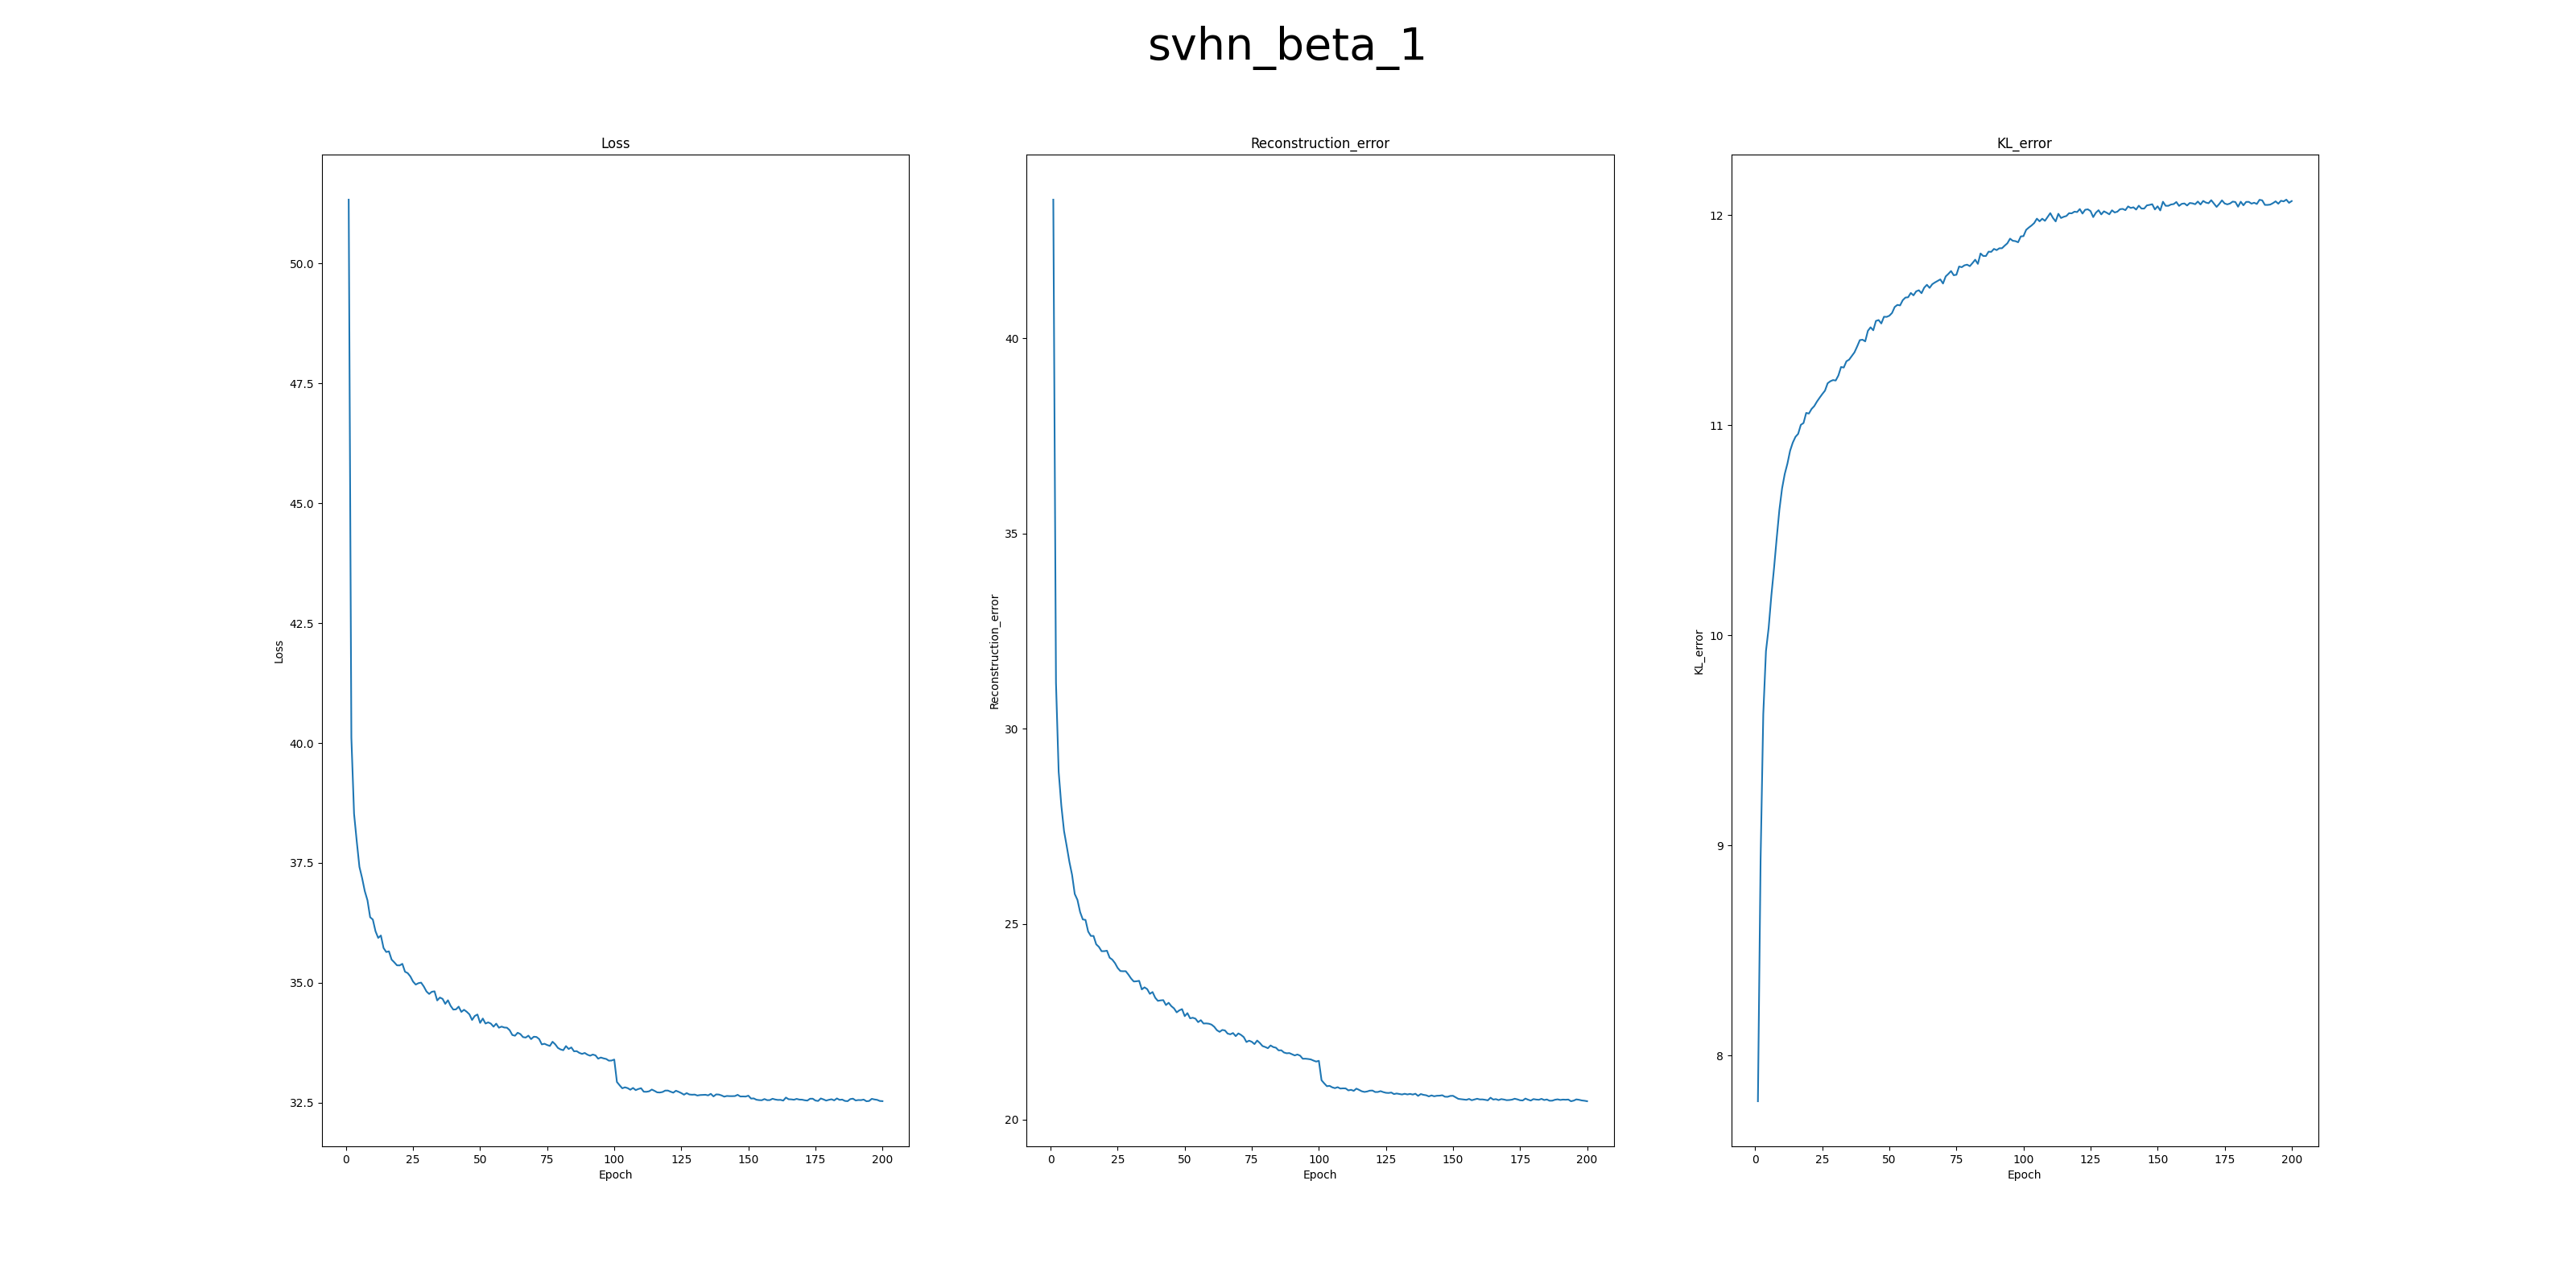 svhn_beta_1
Loss
50.0
47.5
45.0
42.5
40.0
37.5
35.0
32.5
Loss
0 25 50 75 100 125 150 175 200
Epoch
Reconstruction_error
40
35
30
25
20
Reconstruction_error
0 25 50 75 100 125 150 175 200
Epoch
KL_error
12
11
10
9
8
KL_error
0 25 50 75 100 125 150 175 200
Epoch